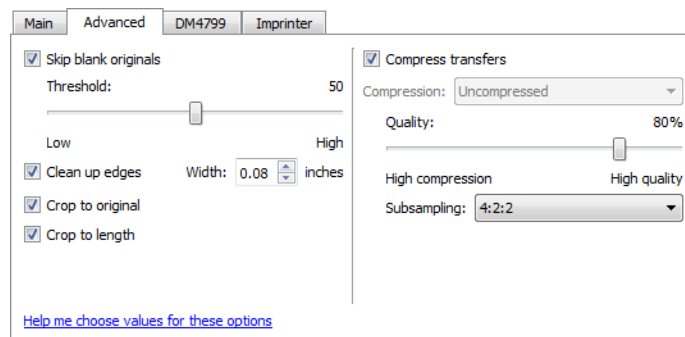 Main Advanced DM4799 Imprinter
Skip blank originals
Threshold: 50
Low High
Clean up edges Width: 0.08 inches
Crop to original
Crop to length
Help me choose values for these options
Compress transfers
Compression: Uncompressed
Quality: 80%
High compression High quality
Subsampling: 4:2:2